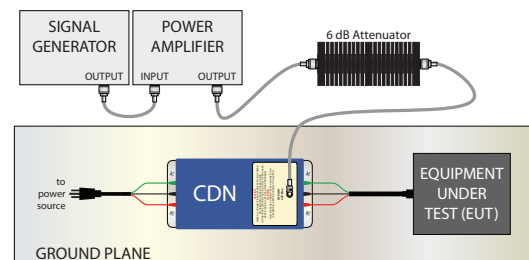 SIGNAL
GENERATOR
OUTPUT
POWER
AMPLIFIER
INPUT
OUTPUT
6 dB Attenuator
to
power
source
CDN
EQUIPMENT
UNDER
TEST (EUT)
GROUND PLANE